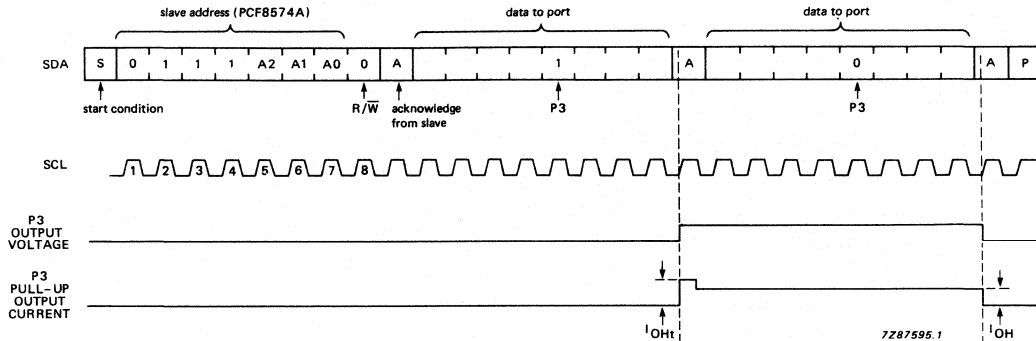 slave address (PCF8574A) data to port data to port
SDA S 0 1 1 1 A2 A1 A0 0 A 1 A 0 A P
start condition R/W̅ acknowledge from slave P3 P3
SCL 1 2 3 4 5 6 7 8
P3 OUTPUT VOLTAGE
P3 PULL-UP OUTPUT CURRENT
IOHt IOH
7Z87595.1